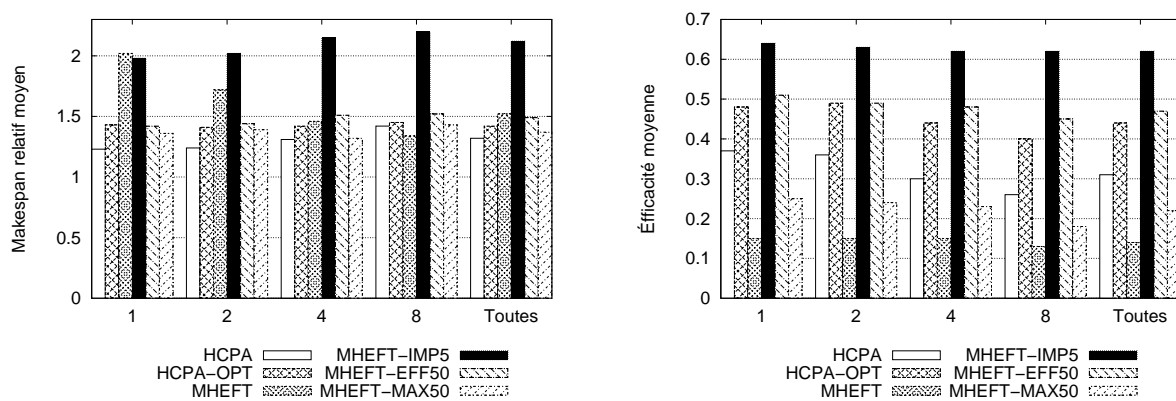 Makespan relatif moyen
2
1.5
1
0.5
0
1 2 4 8 Toutes
HCPA MHEFT−IMP5
HCPA−OPT MHEFT−EFF50
MHEFT MHEFT−MAX50
Éfficacité moyenne
0.7
0.6
0.5
0.4
0.3
0.2
0.1
0
1 2 4 8 Toutes
HCPA MHEFT−IMP5
HCPA−OPT MHEFT−EFF50
MHEFT MHEFT−MAX50